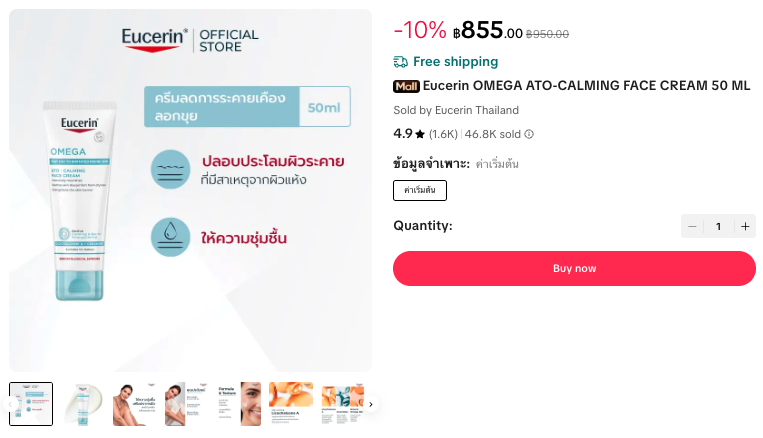 Eucerin® OFFICIAL STORE
ครีมลดการระคายเคือง
ลอกขุย
50ml
Eucerin
OMEGA
ATO - CALMING
FACE CREAM
ปลอบประโลมผิวระคาย
ที่มีสาเหตุจากผิวแห้ง
ให้ความชุ่มชื้น
-10% ฿855.00 ฿950.00
Free shipping
Mall Eucerin OMEGA ATO-CALMING FACE CREAM 50 ML
Sold by Eucerin Thailand
4.9 (1.6K) 46.8K sold
ข้อมูลจำเพาะ: ค่าเริ่มต้น
ค่าเริ่มต้น
Quantity:
1
Buy now